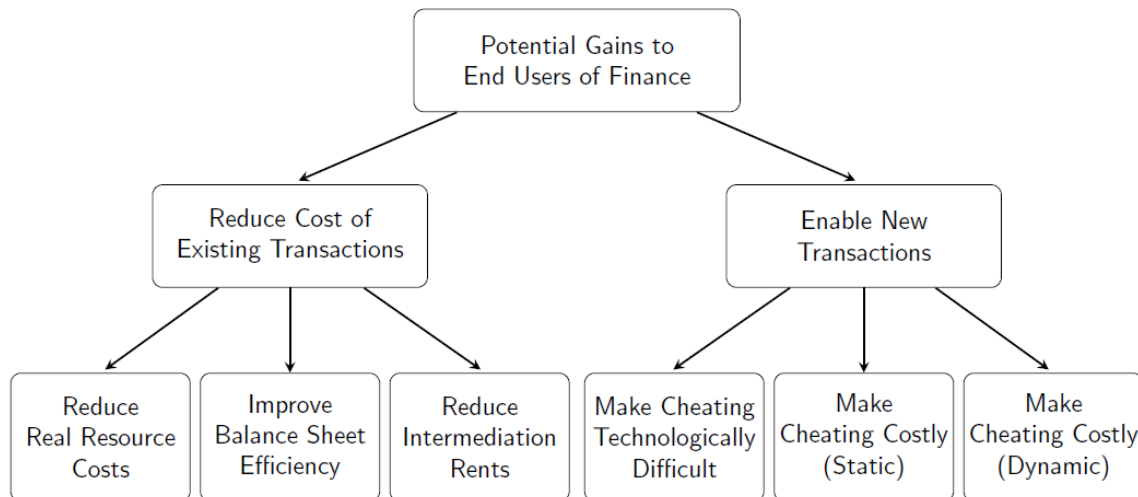 Potential Gains to
End Users of Finance
Reduce Cost of
Existing Transactions
Enable New
Transactions
Reduce
Real Resource
Costs
Improve
Balance Sheet
Efficiency
Reduce
Intermediation
Rents
Make Cheating
Technologically
Difficult
Make
Cheating Costly
(Static)
Make
Cheating Costly
(Dynamic)